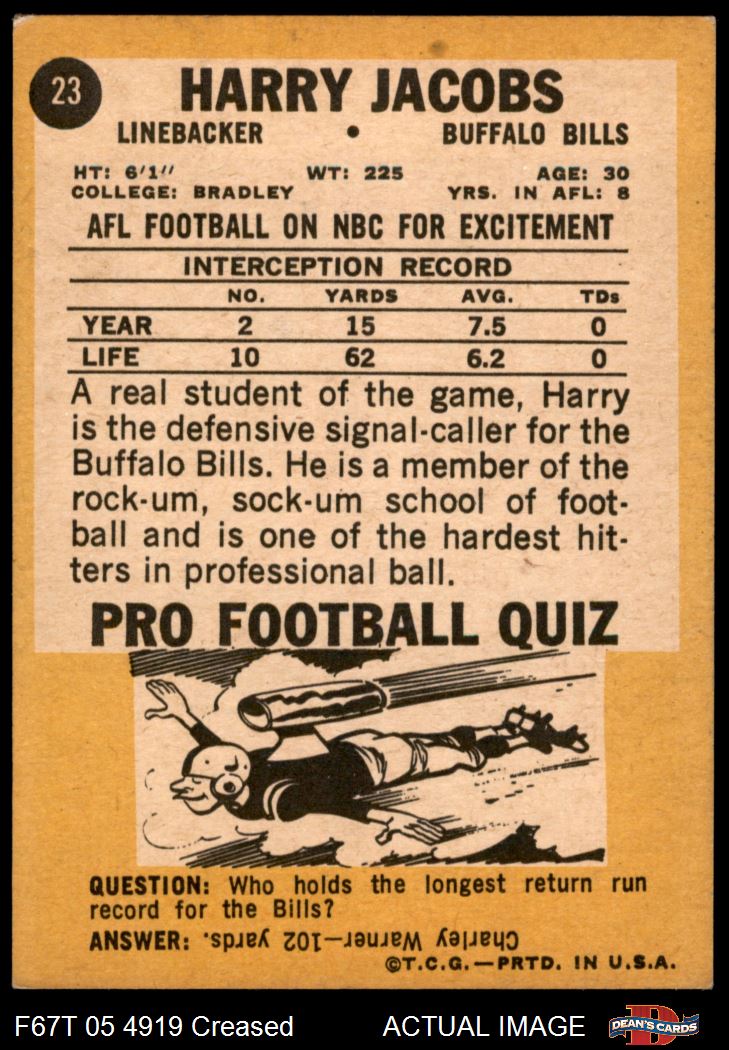 23
HARRY JACOBS
LINEBACKER • BUFFALO BILLS
HT: 6'1" WT: 225 AGE: 30
COLLEGE: BRADLEY YRS. IN AFL: 8
AFL FOOTBALL ON NBC FOR EXCITEMENT
INTERCEPTION RECORD
NO. YARDS AVG. TDs
YEAR 2 15 7.5 0
LIFE 10 62 6.2 0
A real student of the game, Harry
is the defensive signal-caller for the
Buffalo Bills. He is a member of the
rock-um, sock-um school of foot-
ball and is one of the hardest hit-
ters in professional ball.
PRO FOOTBALL QUIZ
QUESTION: Who holds the longest return run
record for the Bills?
ANSWER: Charley Warner—102 yards.
©T.C.G.—PRTD. IN U.S.A.
F67T 05 4919 Creased ACTUAL IMAGE
D
DEAN'S CARDS